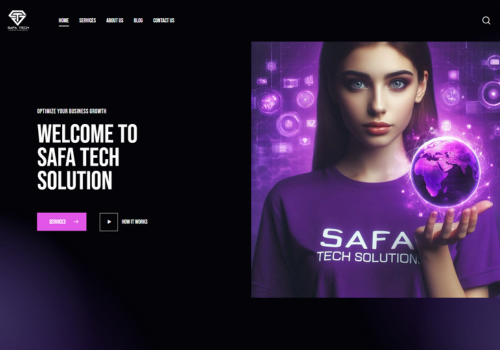 SAFA TECH
HOME
SERVICES
ABOUT US
BLOG
CONTACT US
OPTIMIZE YOUR BUSINESS GROWTH
WELCOME TO
SAFA TECH
SOLUTION
SERVICES
HOW IT WORKS
SAFA
TECH SOLUTION.